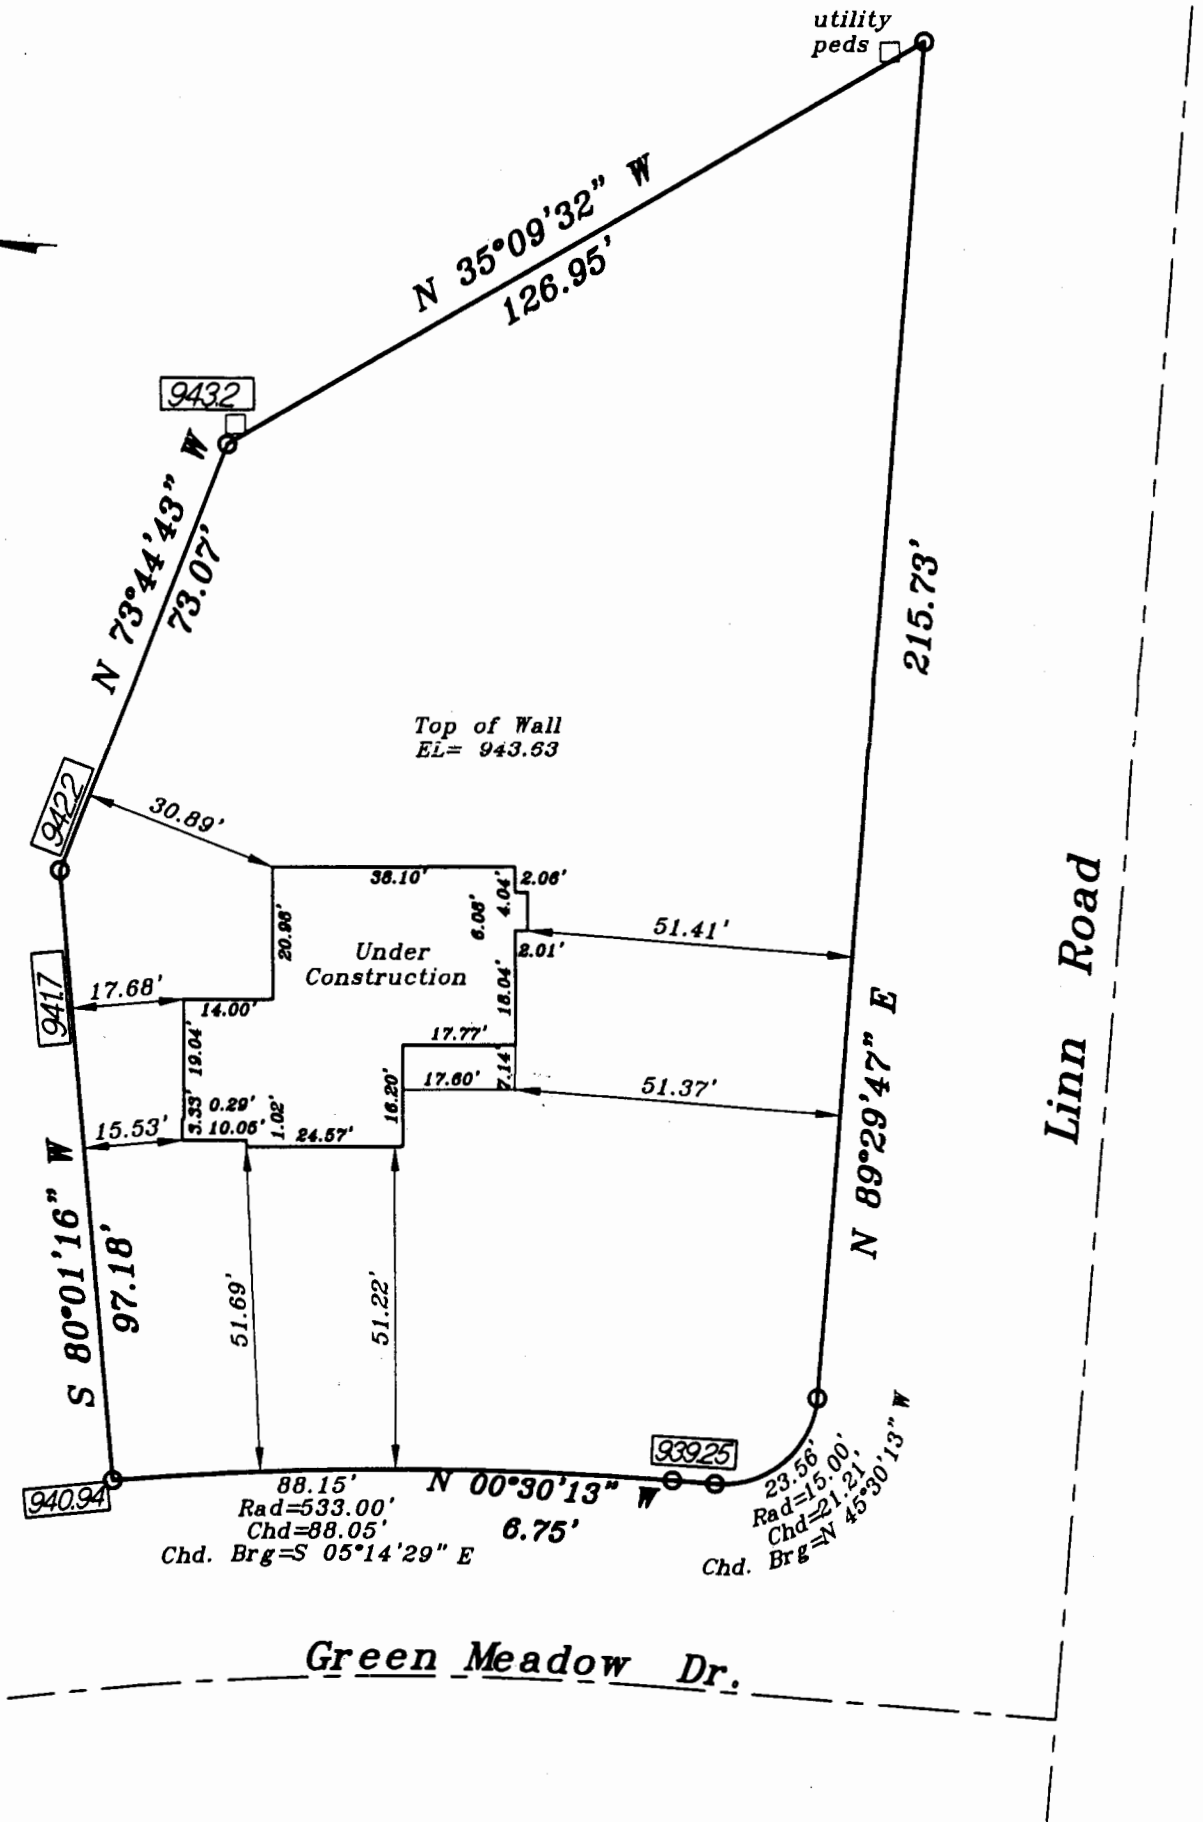 utility
peds
N 35°09'32" W
126.95'
943.2
N 73°44'43" W
73.07'
215.73'
Top of Wall
EL= 943.63
942.2
30.89'
36.10'
2.06'
4.04'
6.08'
20.98'
Under
Construction
2.01'
51.41'
Linn Road
941.7
17.68'
14.00'
18.04'
19.04'
17.77'
7.14'
17.60'
51.37'
N 89°29'47" E
3.33'
0.29'
10.05'
1.02'
16.20'
24.57'
15.53'
S 80°01'16" W
97.18'
51.69'
51.22'
939.25
940.94
88.15'
Rad=533.00'
Chd=88.05'
Chd. Brg=S 05°14'29" E
N 00°30'13" W
6.75'
23.56'
Rad=15.00'
Chd=21.21'
Chd. Brg=N 45°30'13" W
Green Meadow Dr.